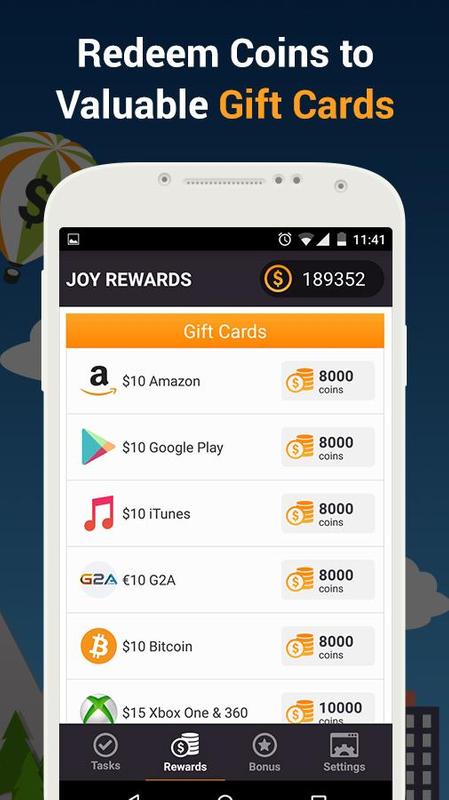 Redeem Coins to
Valuable Gift Cards
$
11:41
JOY REWARDS
$ 189352
Gift Cards
a $10 Amazon $ 8000 coins
$10 Google Play $ 8000 coins
$10 iTunes $ 8000 coins
G2A €10 G2A $ 8000 coins
$10 Bitcoin $ 8000 coins
$15 Xbox One & 360 $ 10000 coins
$
Tasks Rewards Bonus Settings